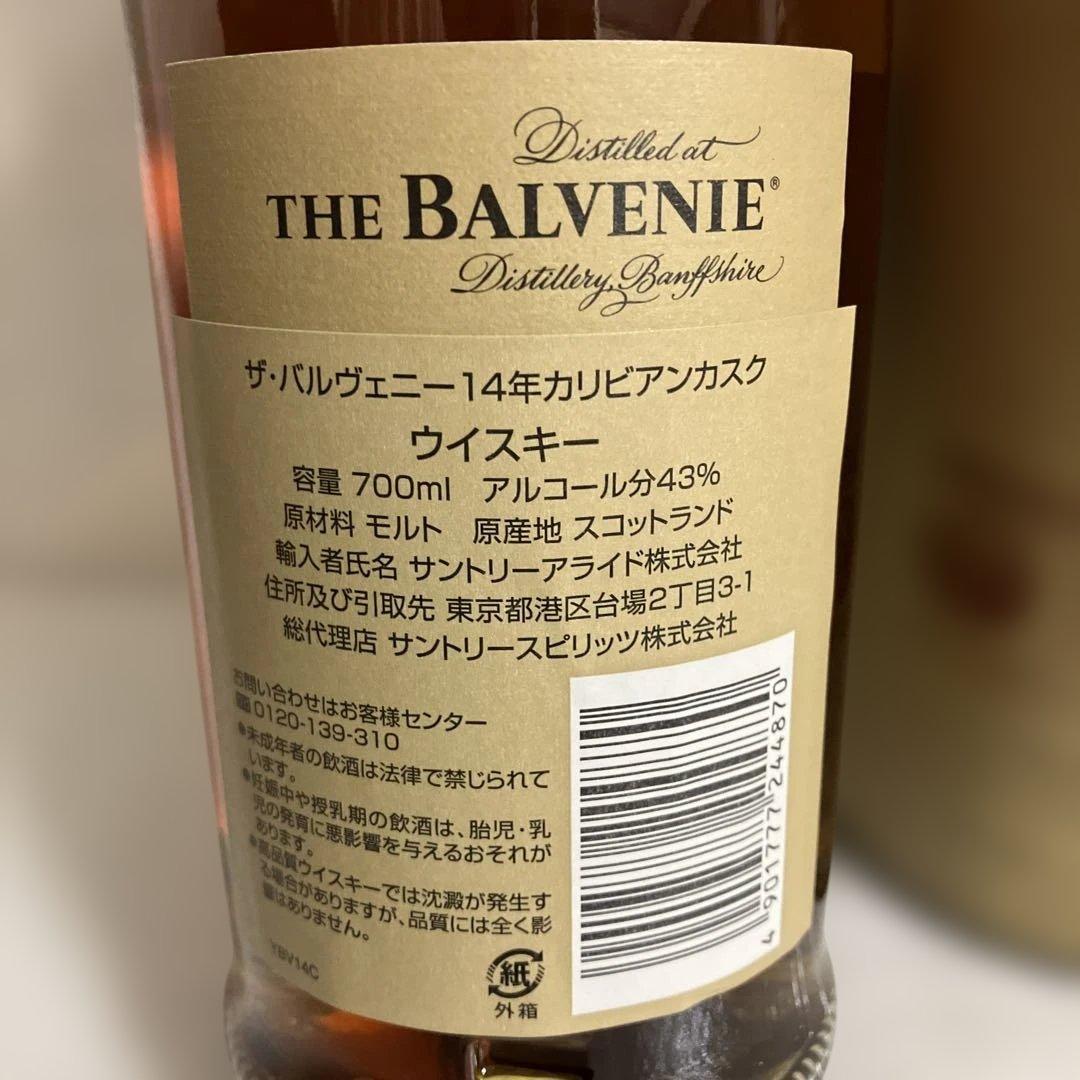 Distilled at
THE BALVENIE®
Distillery, Banffshire
ザ・バルヴェニー14年カリビアンカスク
ウイスキー
容量 700ml アルコール分43%
原材料 モルト 原産地 スコットランド
輸入者氏名 サントリーアライド株式会社
住所及び引取先 東京都港区台場2丁目3-1
総代理店 サントリースピリッツ株式会社
お問い合わせはお客様センター
0120-139-310
●未成年者の飲酒は法律で禁じられて
います。
●妊娠中や授乳期の飲酒は、胎児・乳
児の発育に悪影響を与えるおそれが
あります。
●高品質ウイスキーでは沈澱が発生す
る場合がありますが、品質には全く影
響はありません。
YBV14C
紙
外箱
4 901777 244870